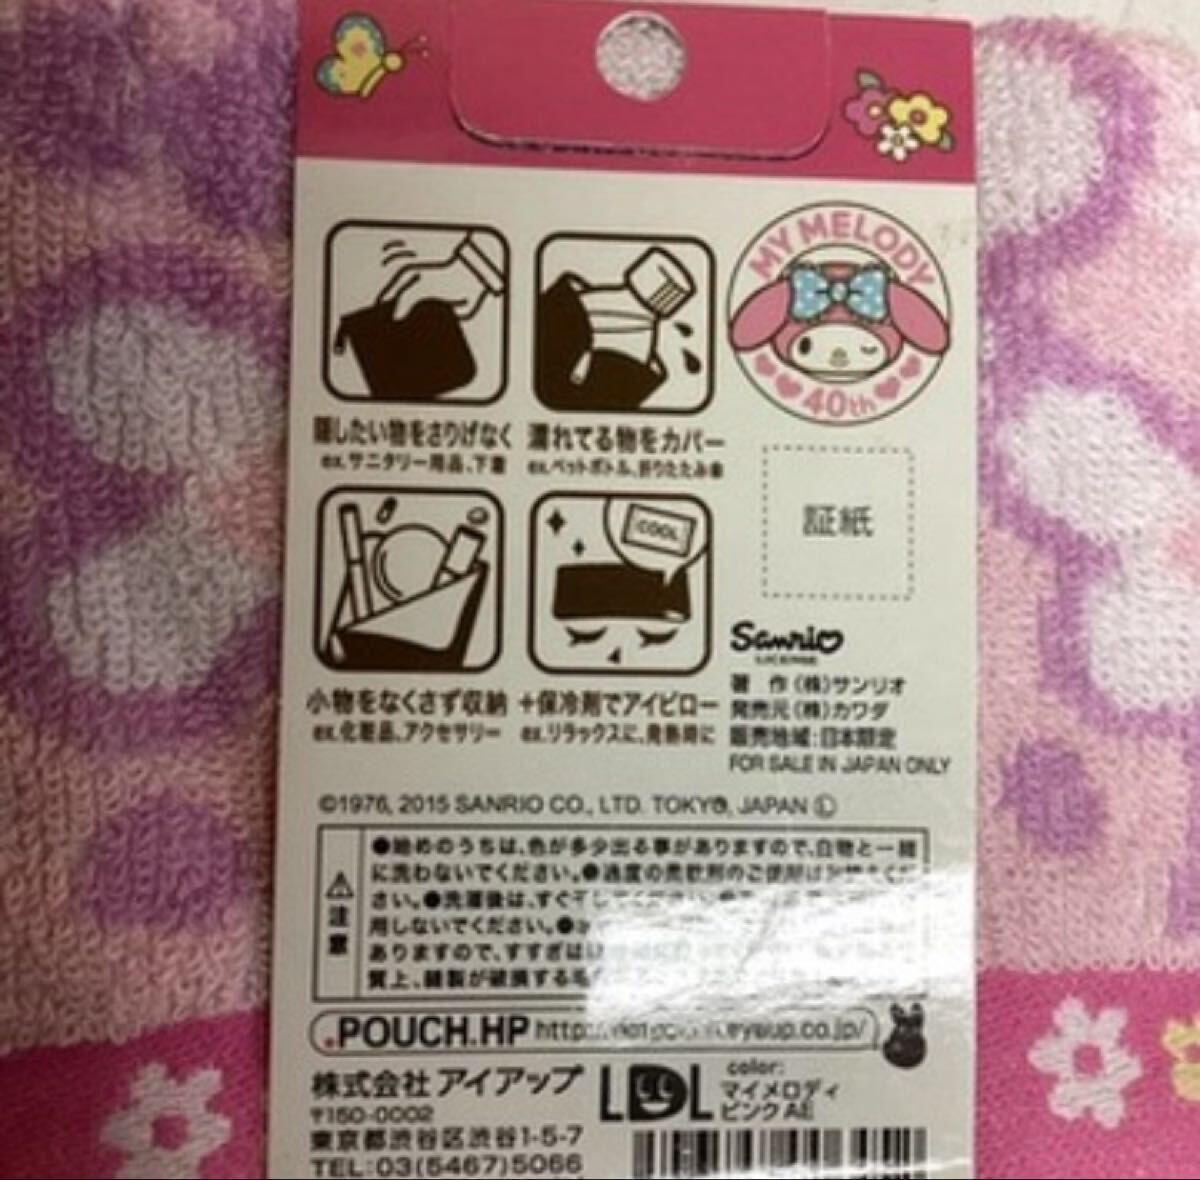 MY MELODY
40th
隠したい物をさりげなく
ex.サニタリー用品、下着
濡れてる物をカバー
ex.ペットボトル、折りたたみ傘
証紙
COOL
小物をなくさず収納
ex.化粧品、アクセサリー
+保冷剤でアイピロー
ex.リラックスに、発熱時に
Sanrio
LICENSE
著 作(株)サンリオ
発売元(株)カワダ
販売地域:日本限定
FOR SALE IN JAPAN ONLY
©1976, 2015 SANRIO CO., LTD. TOKYO, JAPAN Ⓛ
⚠注意
●始めのうちは、色が多少出る事がありますので、白物と一緒
に洗わないでください。●過度の柔軟剤のご使用は
さい。●洗濯後は、すぐ
用しないでください。●
ありますので、すすぎは
質上、縫製が破損する
.POUCH.HP http:/
eyeup.co.jp/
株式会社 アイアップ
〒150-0002
東京都渋谷区渋谷1-5-7
TEL:03(5467)5066
LDL
color:
マイメロディ
ピンク AE